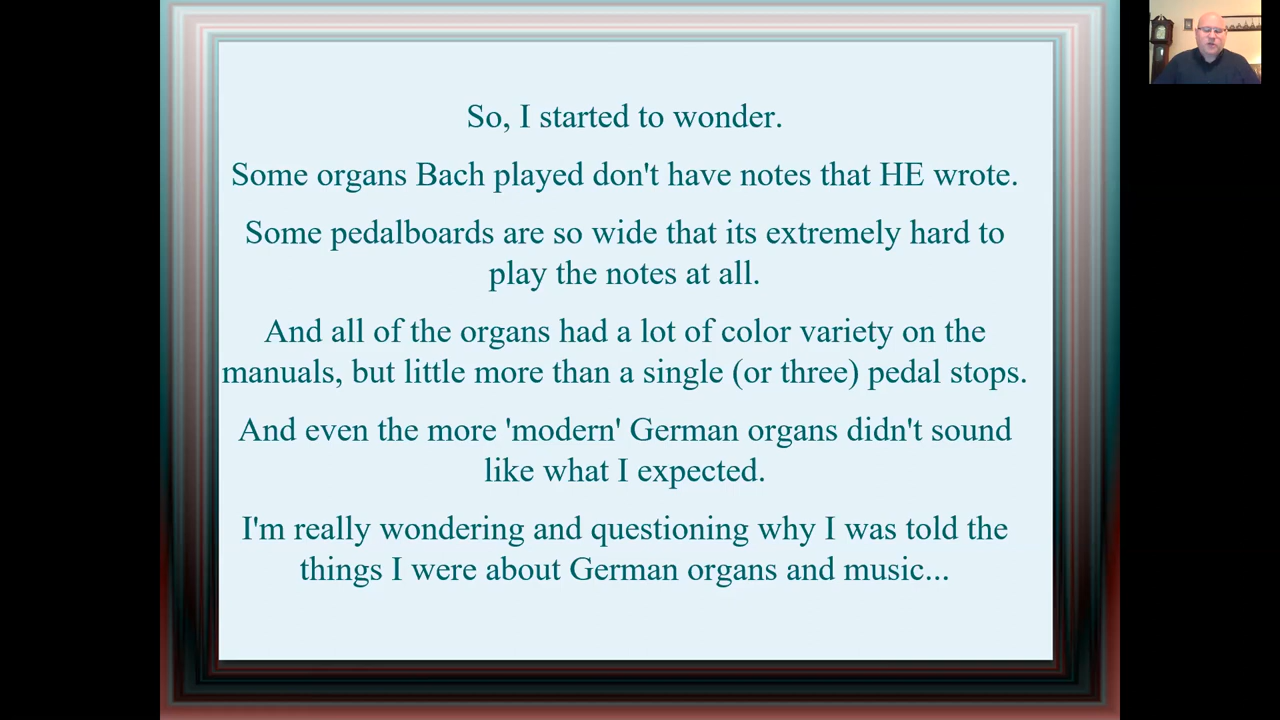 So, I started to wonder.
Some organs Bach played don't have notes that HE wrote.
Some pedalboards are so wide that its extremely hard to
play the notes at all.
And all of the organs had a lot of color variety on the
manuals, but little more than a single (or three) pedal stops.
And even the more 'modern' German organs didn't sound
like what I expected.
I'm really wondering and questioning why I was told the
things I were about German organs and music...